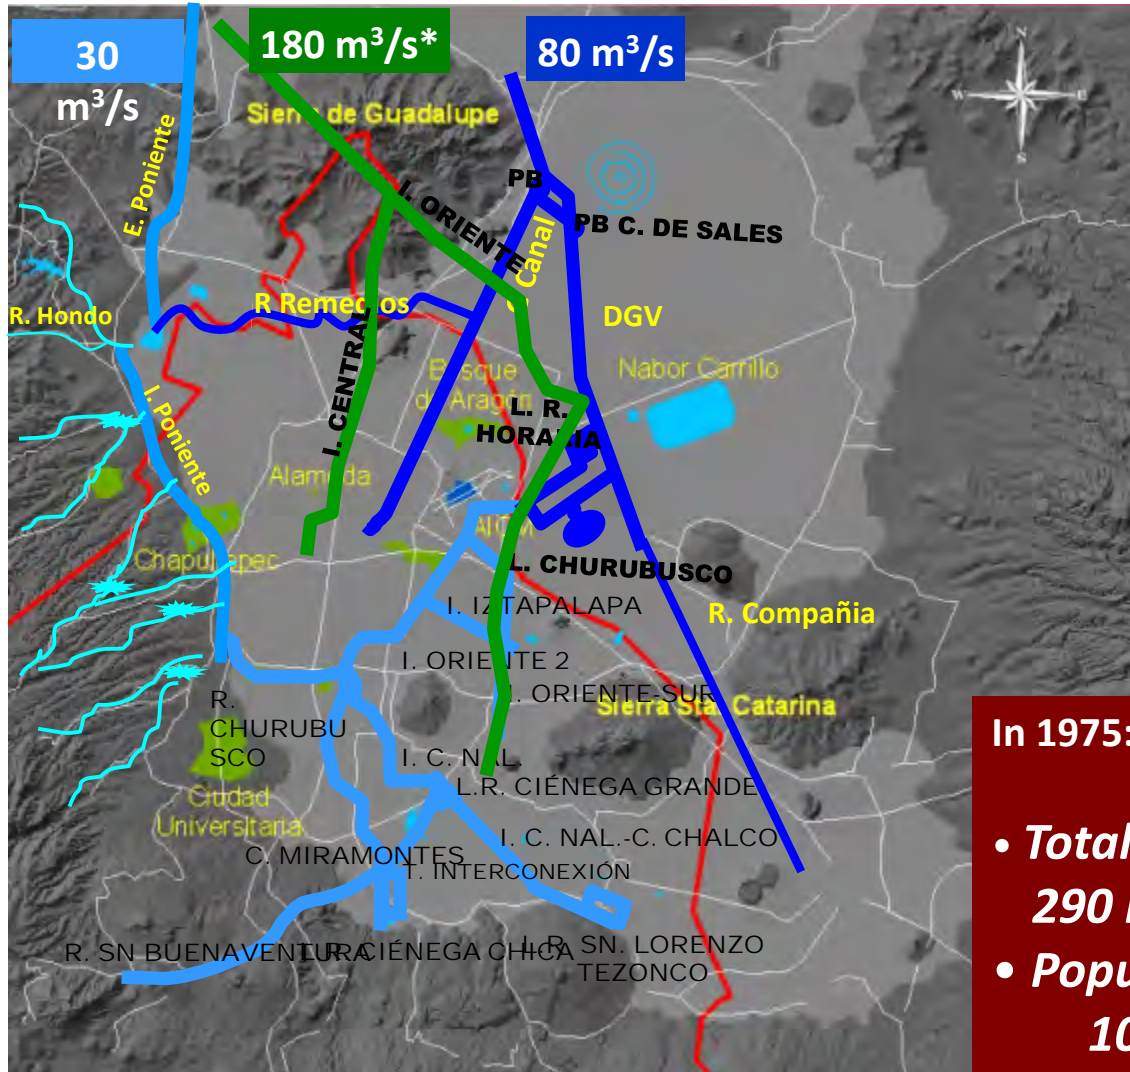 30
m³/s
180 m³/s*
80 m³/s
N
W
E
S
Sierra de Guadalupe
E. Poniente
PB
I. ORIENTE
PB C. DE SALES
Canal
R. Hondo
R Remedios
DGV
I. CENTRAL
Bosque
de Aragón
Nabor Carrillo
L. R.
HORARIA
I. Poniente
Alameda
AICM
Chapultepec
L. CHURUBUSCO
I. IZTAPALAPA
R. Compañia
I. ORIENTE 2
I. ORIENTE-SUR
Sierra Sta. Catarina
R.
CHURUBU
SCO
I. C. NAL.
L.R. CIÉNEGA GRANDE
Ciudad
Universitaria
I. C. NAL.-C. CHALCO
C. MIRAMONTES
T. INTERCONEXIÓN
R. SN BUENAVENTURA
L.R. CIÉNEGA CHICA
L.R. SN. LORENZO
TEZONCO
In 1975:
• Total
290
• Popu
10